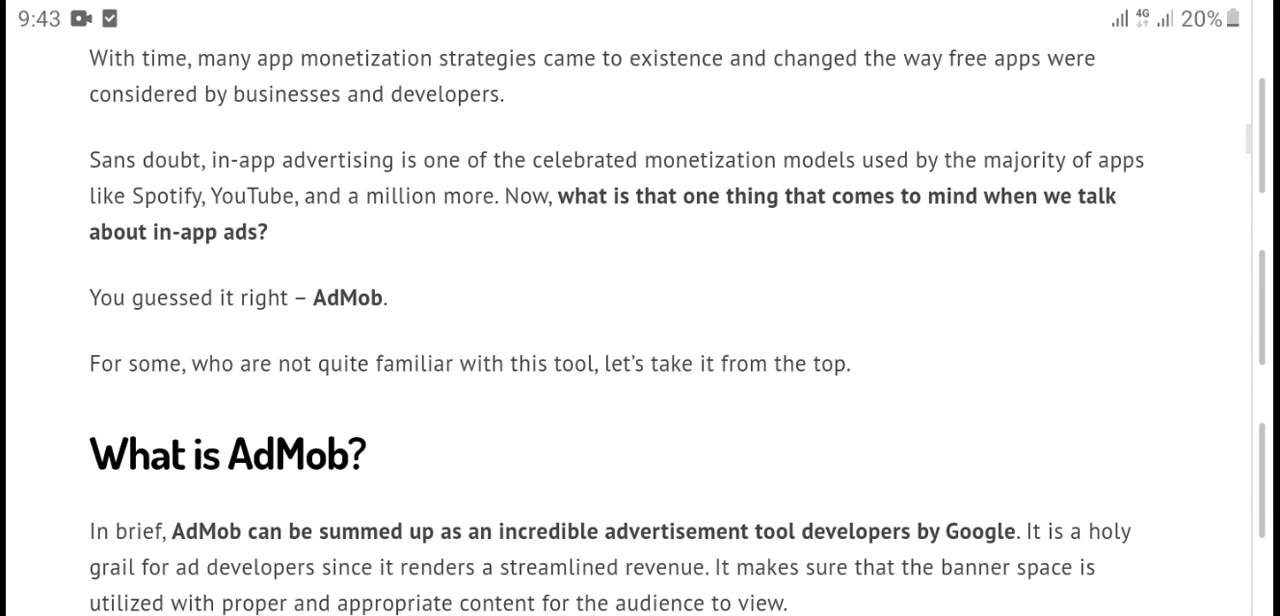 9:43 4G 20%
With time, many app monetization strategies came to existence and changed the way free apps were
considered by businesses and developers.
Sans doubt, in-app advertising is one of the celebrated monetization models used by the majority of apps
like Spotify, YouTube, and a million more. Now, what is that one thing that comes to mind when we talk
about in-app ads?
You guessed it right – AdMob.
For some, who are not quite familiar with this tool, let’s take it from the top.
What is AdMob?
In brief, AdMob can be summed up as an incredible advertisement tool developers by Google. It is a holy
grail for ad developers since it renders a streamlined revenue. It makes sure that the banner space is
utilized with proper and appropriate content for the audience to view.